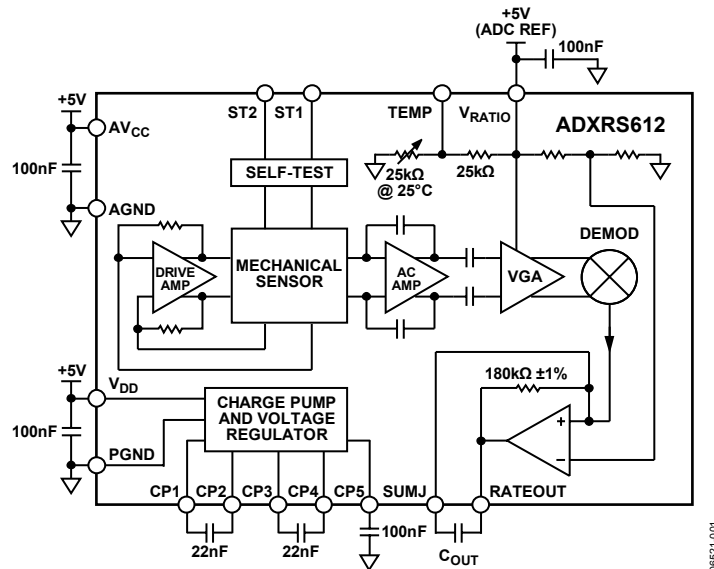 +5V
(ADC REF)
100nF
+5V
ST2
ST1
TEMP
VRATIO
ADXRS612
AVCC
100nF
25kΩ
@ 25°C
25kΩ
SELF-TEST
AGND
DEMOD
DRIVE
AMP
MECHANICAL
SENSOR
AC
AMP
VGA
+5V
VDD
180kΩ ±1%
100nF
CHARGE PUMP
AND VOLTAGE
REGULATOR
+
–
PGND
CP1
CP2
CP3
CP4
CP5
SUMJ
RATEOUT
22nF
22nF
100nF
COUT
06521-001